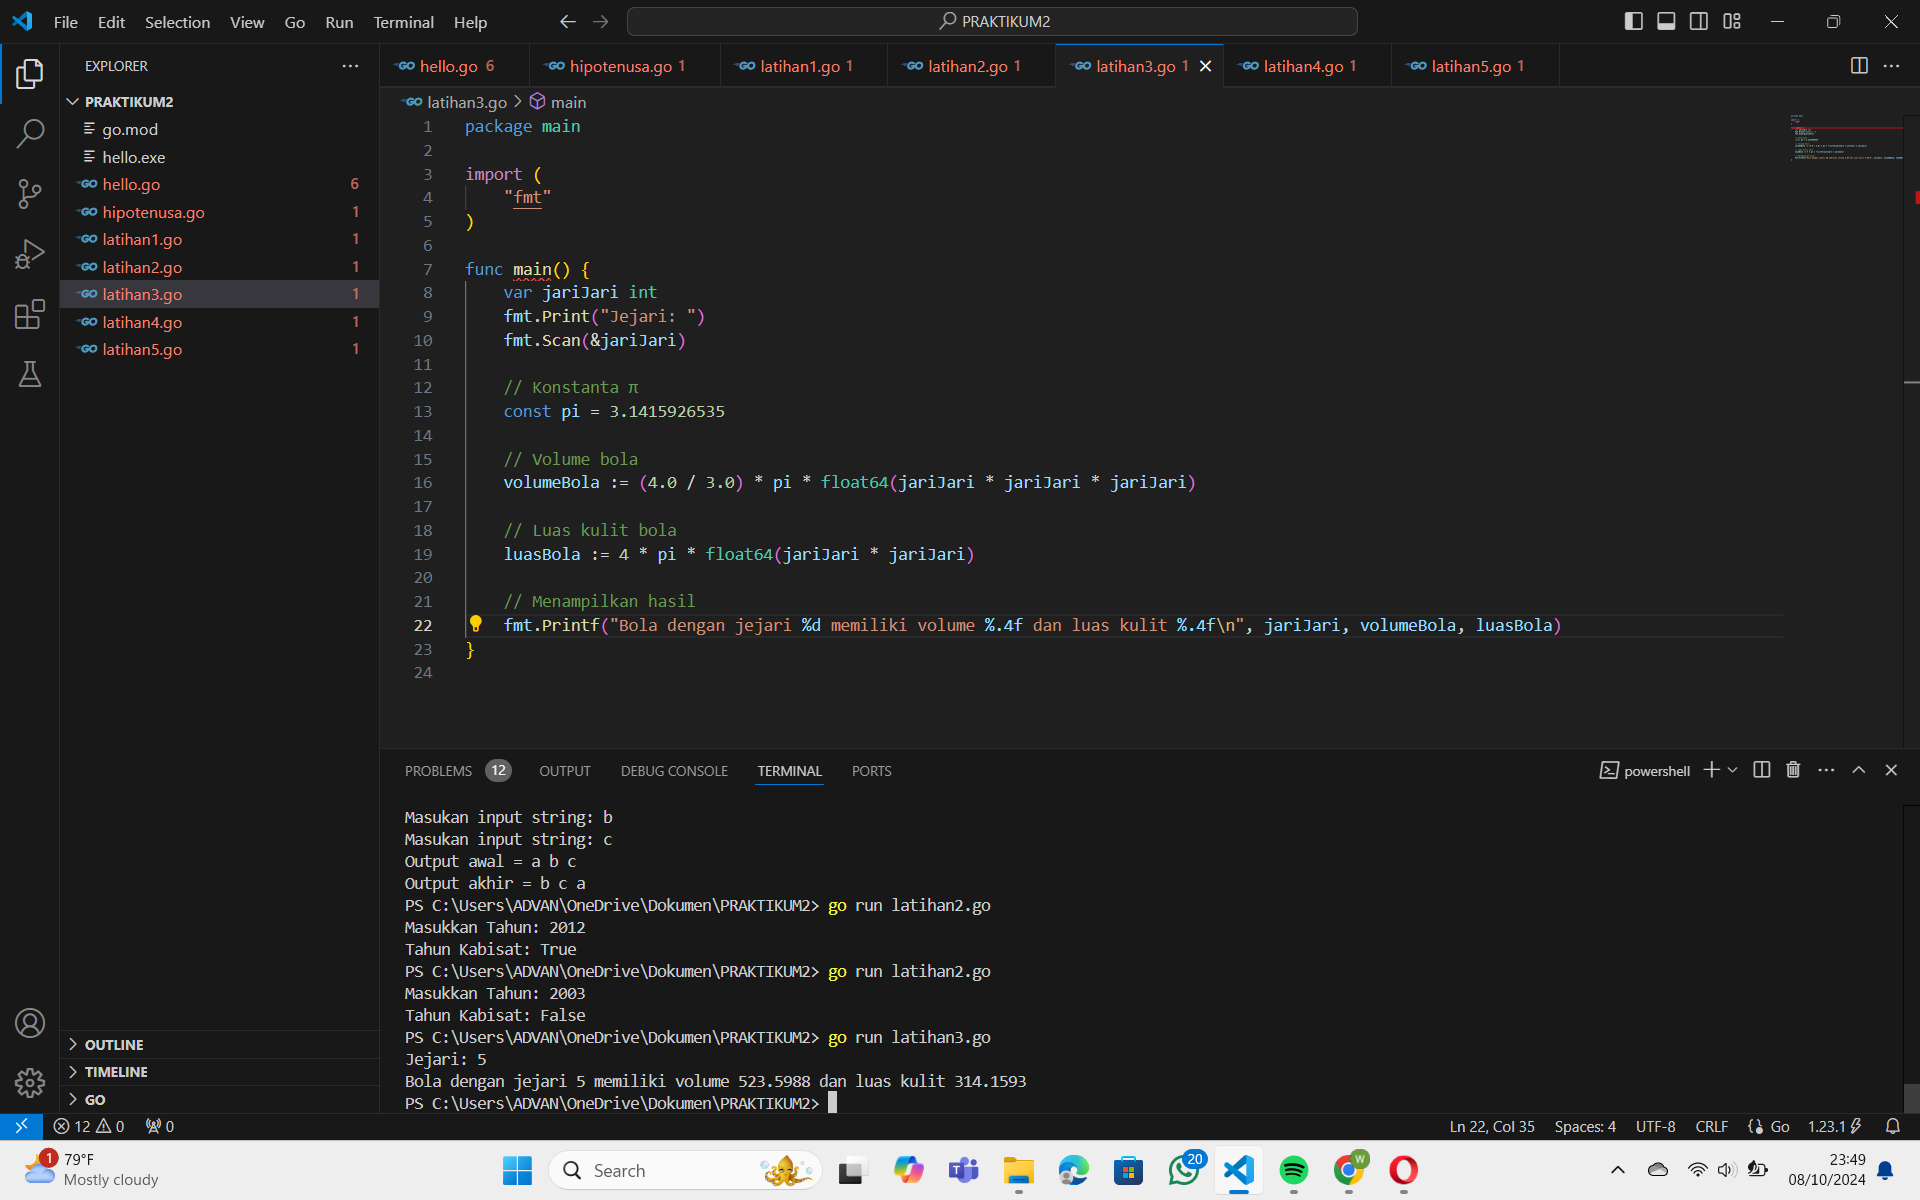 File Edit Selection View Go Run Terminal Help
PRAKTIKUM2
EXPLORER
PRAKTIKUM2
go.mod
hello.exe
hello.go 6
hipotenusa.go 1
latihan1.go 1
latihan2.go 1
latihan3.go 1
latihan4.go 1
latihan5.go 1
OUTLINE
TIMELINE
GO
hello.go 6 hipotenusa.go 1 latihan1.go 1 latihan2.go 1 latihan3.go 1 latihan4.go 1 latihan5.go 1
latihan3.go > main
1 package main
2
3 import (
4 "fmt"
5 )
6
7 func main() {
8 var jariJari int
9 fmt.Print("Jejari: ")
10 fmt.Scan(&jariJari)
11
12 // Konstanta π
13 const pi = 3.1415926535
14
15 // Volume bola
16 volumeBola := (4.0 / 3.0) * pi * float64(jariJari * jariJari * jariJari)
17
18 // Luas kulit bola
19 luasBola := 4 * pi * float64(jariJari * jariJari)
20
21 // Menampilkan hasil
22 fmt.Printf("Bola dengan jejari %d memiliki volume %.4f dan luas kulit %.4f\n", jariJari, volumeBola, luasBola)
23 }
24
PROBLEMS 12 OUTPUT DEBUG CONSOLE TERMINAL PORTS
powershell
Masukan input string: b
Masukan input string: c
Output awal = a b c
Output akhir = b c a
PS C:\Users\ADVAN\OneDrive\Dokumen\PRAKTIKUM2> go run latihan2.go
Masukkan Tahun: 2012
Tahun Kabisat: True
PS C:\Users\ADVAN\OneDrive\Dokumen\PRAKTIKUM2> go run latihan2.go
Masukkan Tahun: 2003
Tahun Kabisat: False
PS C:\Users\ADVAN\OneDrive\Dokumen\PRAKTIKUM2> go run latihan3.go
Jejari: 5
Bola dengan jejari 5 memiliki volume 523.5988 dan luas kulit 314.1593
PS C:\Users\ADVAN\OneDrive\Dokumen\PRAKTIKUM2>
12 0 0
Ln 22, Col 35 Spaces: 4 UTF-8 CRLF Go 1.23.1
1
79°F
Mostly cloudy
Search
20
W
23:49
08/10/2024